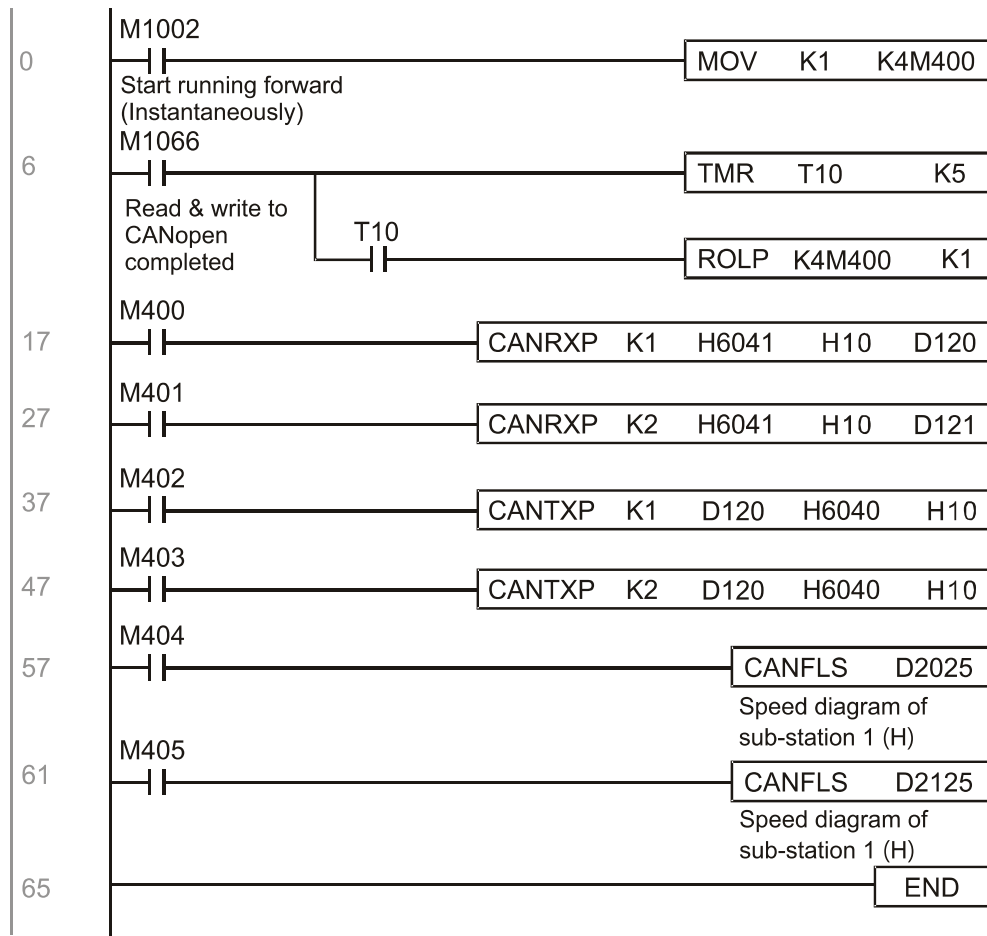 M1002
0 MOV K1 K4M400
Start running forward
(Instantaneously)
M1066
6 TMR T10 K5
Read & write to
CANopen
completed
T10
ROLP K4M400 K1
M400
17 CANRXP K1 H6041 H10 D120
M401
27 CANRXP K2 H6041 H10 D121
M402
37 CANTXP K1 D120 H6040 H10
M403
47 CANTXP K2 D120 H6040 H10
M404
57 CANFLS D2025
Speed diagram of
sub-station 1 (H)
M405
61 CANFLS D2125
Speed diagram of
sub-station 1 (H)
65 END